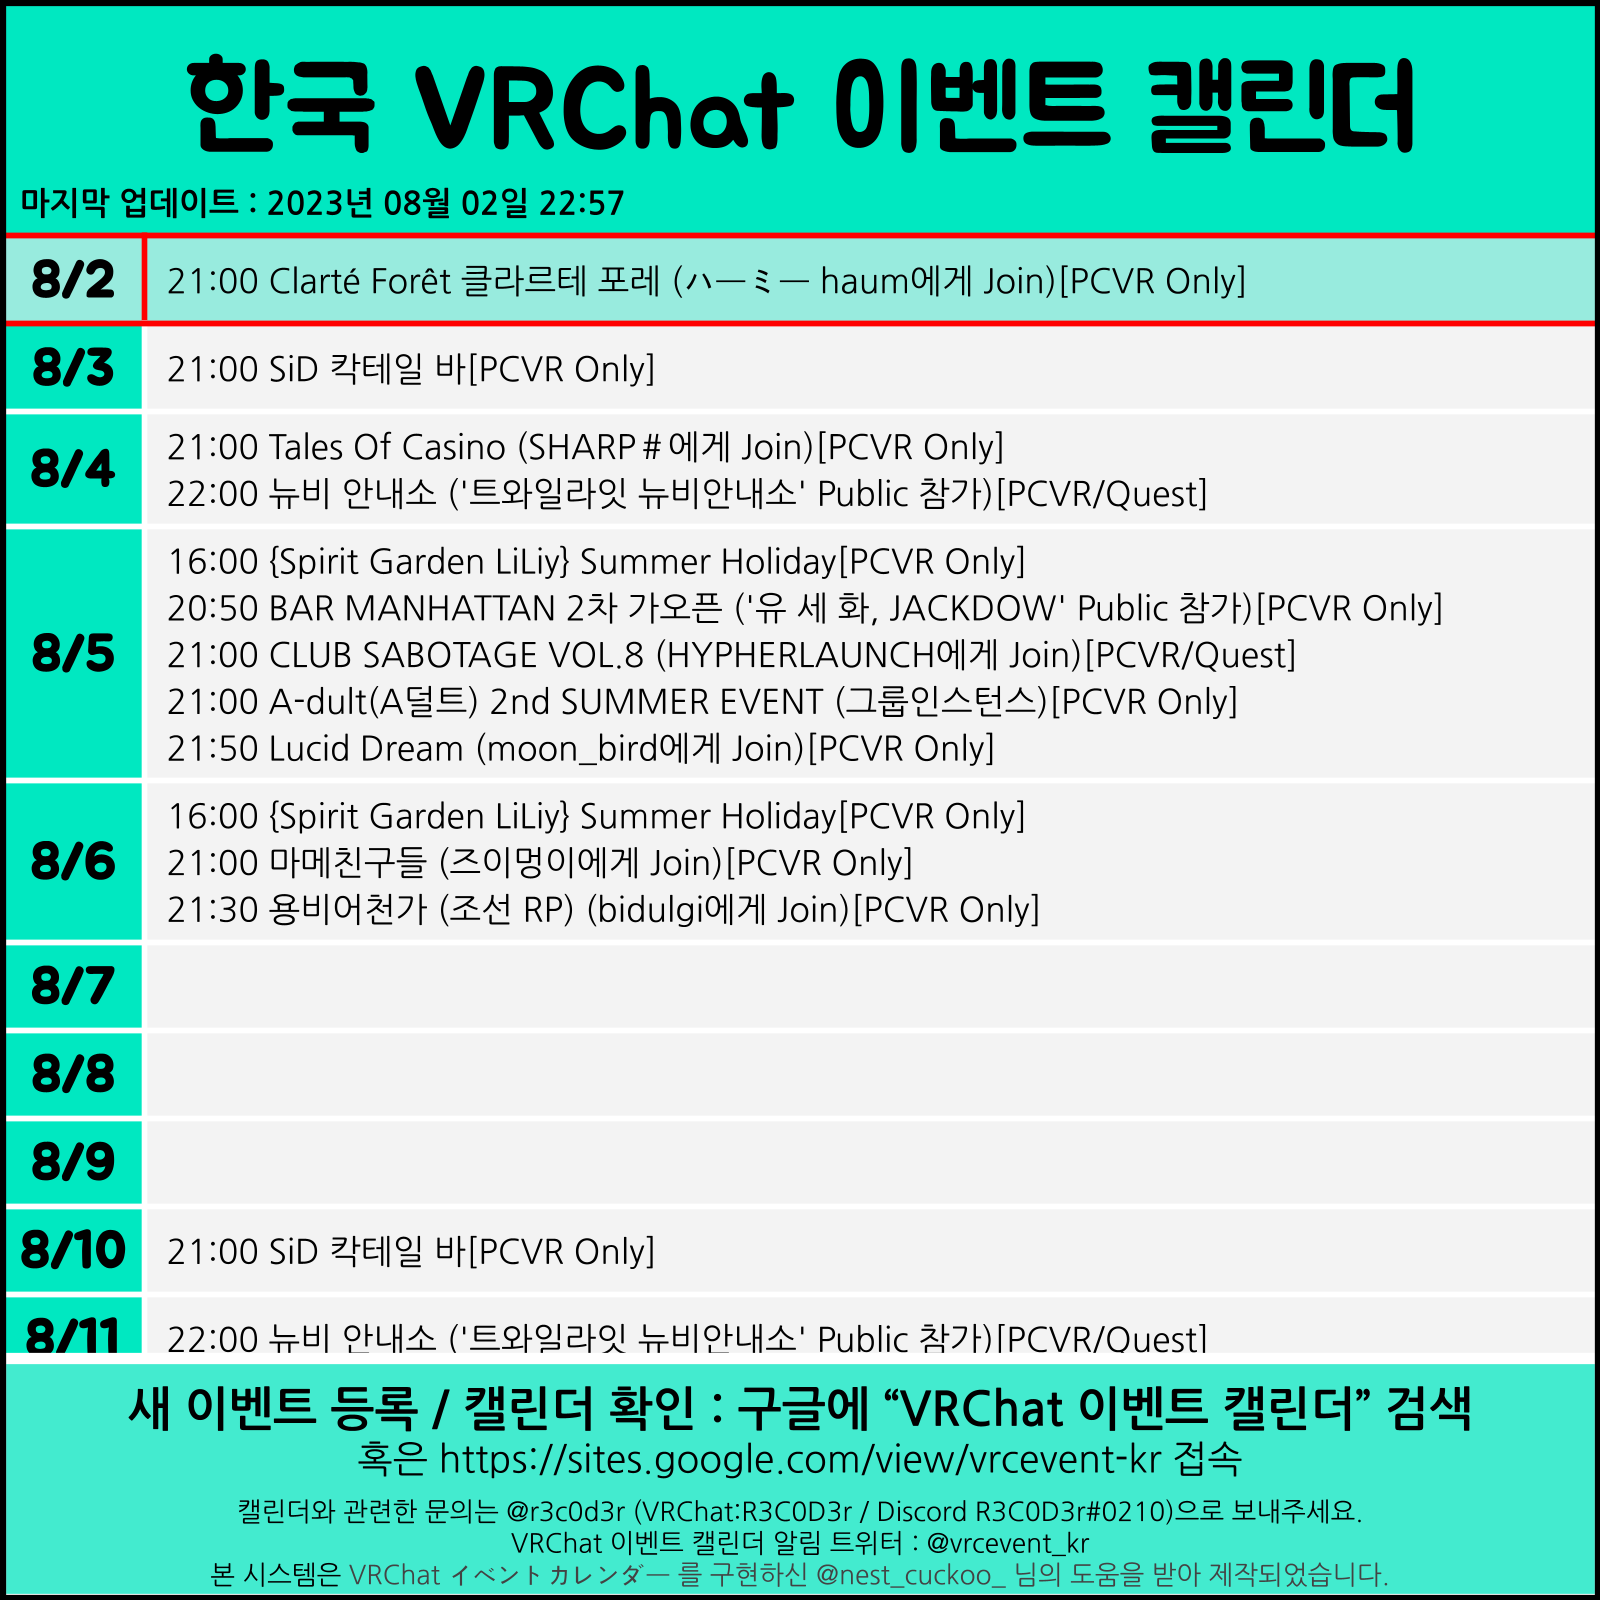 한국 VRChat 이벤트 캘린더
마지막 업데이트 : 2023년 08월 02일 22:57
8/2
21:00 Clarté Forêt 클라르테 포레 (ハーミー haum에게 Join)[PCVR Only]
8/3
21:00 SiD 칵테일 바[PCVR Only]
8/4
21:00 Tales Of Casino (SHARP＃에게 Join)[PCVR Only]
22:00 뉴비 안내소 ('트와일라잇 뉴비안내소' Public 참가)[PCVR/Quest]
8/5
16:00 {Spirit Garden LiLiy} Summer Holiday[PCVR Only]
20:50 BAR MANHATTAN 2차 가오픈 ('유 세 화, JACKDOW' Public 참가)[PCVR Only]
21:00 CLUB SABOTAGE VOL.8 (HYPHERLAUNCH에게 Join)[PCVR/Quest]
21:00 A-dult(A덜트) 2nd SUMMER EVENT (그룹인스턴스)[PCVR Only]
21:50 Lucid Dream (moon_bird에게 Join)[PCVR Only]
8/6
16:00 {Spirit Garden LiLiy} Summer Holiday[PCVR Only]
21:00 마메친구들 (즈이멍이에게 Join)[PCVR Only]
21:30 용비어천가 (조선 RP) (bidulgi에게 Join)[PCVR Only]
8/7
8/8
8/9
8/10
21:00 SiD 칵테일 바[PCVR Only]
8/11
22:00 뉴비 안내소 ('트와일라잇 뉴비안내소' Public 참가)[PCVR/Quest]
새 이벤트 등록 / 캘린더 확인 : 구글에 “VRChat 이벤트 캘린더” 검색
혹은 https://sites.google.com/view/vrcevent-kr 접속
캘린더와 관련한 문의는 @r3c0d3r (VRChat:R3C0D3r / Discord R3C0D3r#0210)으로 보내주세요.
VRChat 이벤트 캘린더 알림 트위터 : @vrcevent_kr
본 시스템은 VRChat イベントカレンダー 를 구현하신 @nest_cuckoo_ 님의 도움을 받아 제작되었습니다.